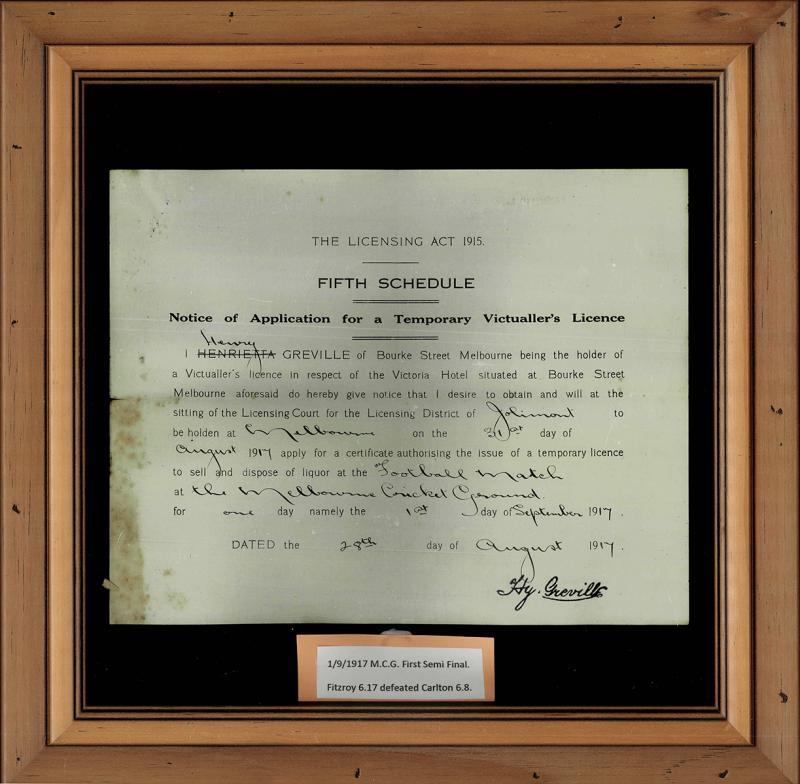 THE LICENSING ACT 1915.
FIFTH SCHEDULE
Notice of Application for a Temporary Victualler's Licence
Henry
I HENRIETTA GREVILLE of Bourke Street Melbourne being the holder of
a Victualler's licence in respect of the Victoria Hotel situated at Bourke Street
Melbourne aforesaid do hereby give notice that I desire to obtain and will at the
sitting of the Licensing Court for the Licensing District of Jolimont to
be holden at Melbourne on the 31st day of
August 1917 apply for a certificate authorising the issue of a temporary licence
to sell and dispose of liquor at the Football Match
at the Melbourne Cricket Ground.
for one day namely the 1st day of September 1917.
DATED the 28th day of August 1917.
Hy. Greville
1/9/1917 M.C.G. First Semi Final.
Fitzroy 6.17 defeated Carlton 6.8.